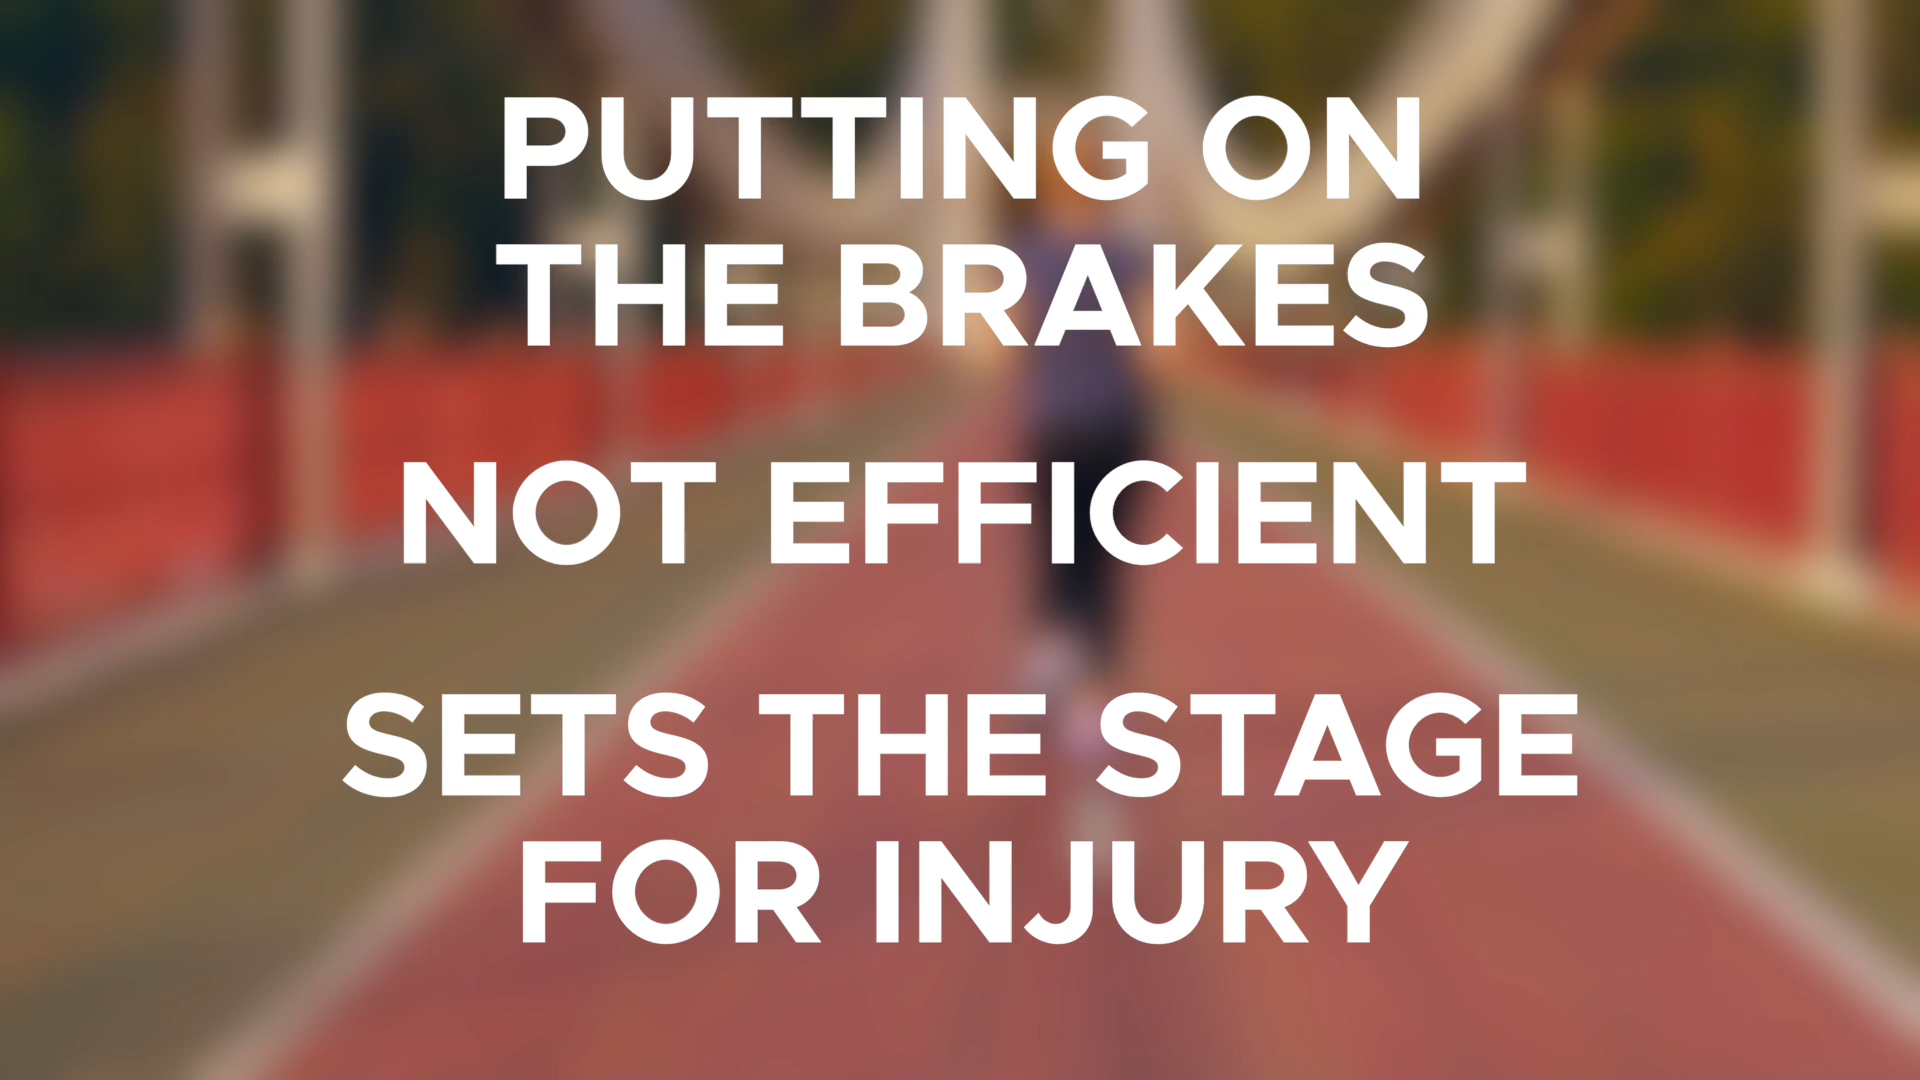 PUTTING ON
THE BRAKES
NOT EFFICIENT
SETS THE STAGE
FOR INJURY